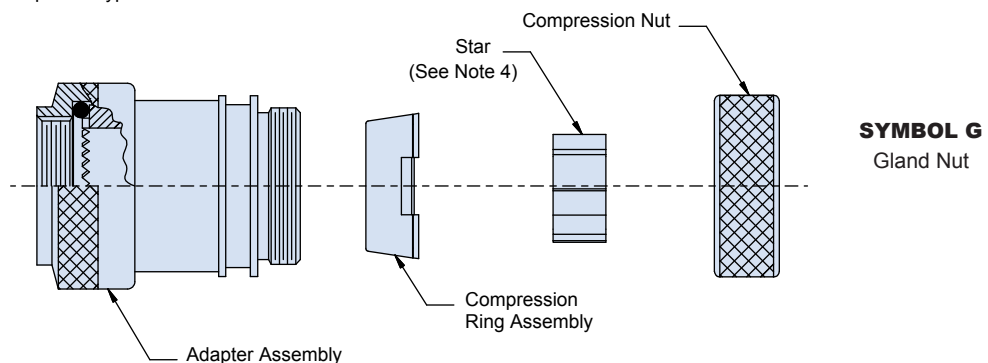 Compression Nut
Star
(See Note 4)
SYMBOL G
Gland Nut
Compression
Ring Assembly
Adapter Assembly